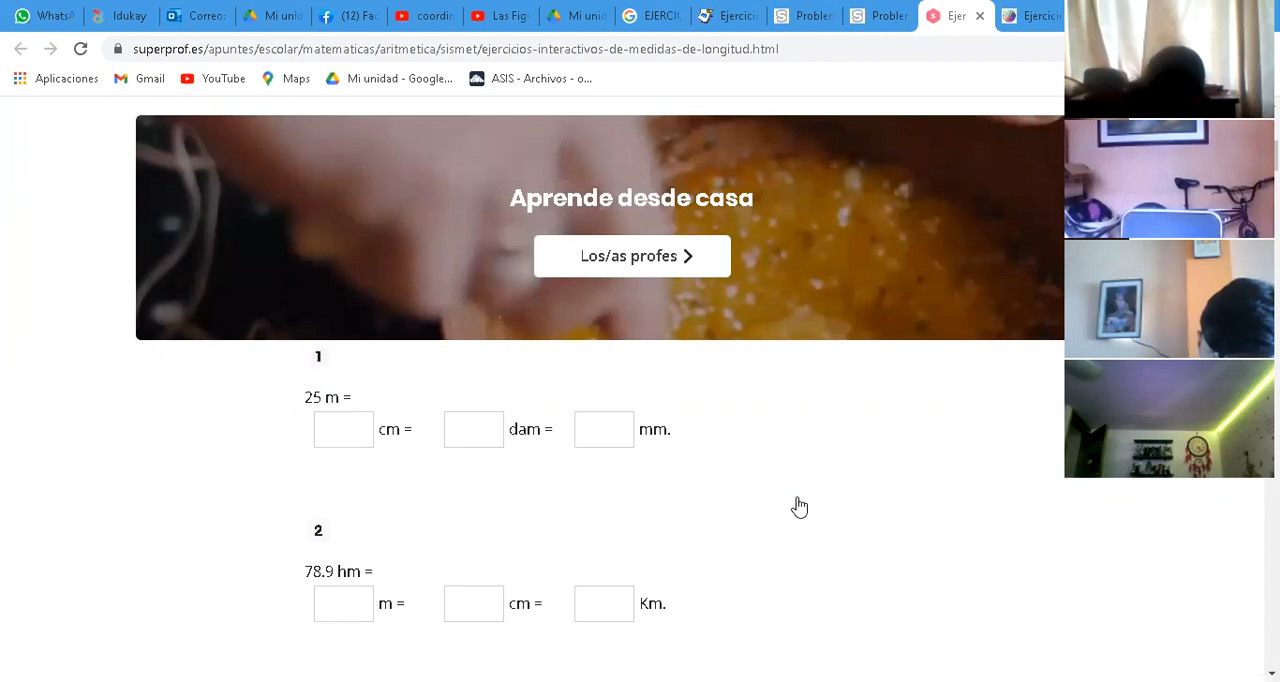 WhatsA
Idukay
Correo:
Mi unid
(12) Fac
coordin
Las Fig
Mi unid
EJERCIC
Ejercici
Problen
Probler
Ejer
Ejercici
superprof.es/apuntes/escolar/matematicas/aritmetica/sismet/ejercicios-interactivos-de-medidas-de-longitud.html
Aplicaciones
Gmail
YouTube
Maps
Mi unidad - Google...
ASIS - Archivos - o...
Aprende desde casa
Los/as profes
1
25 m =
cm = dam = mm.
2
78.9 hm =
m = cm = Km.